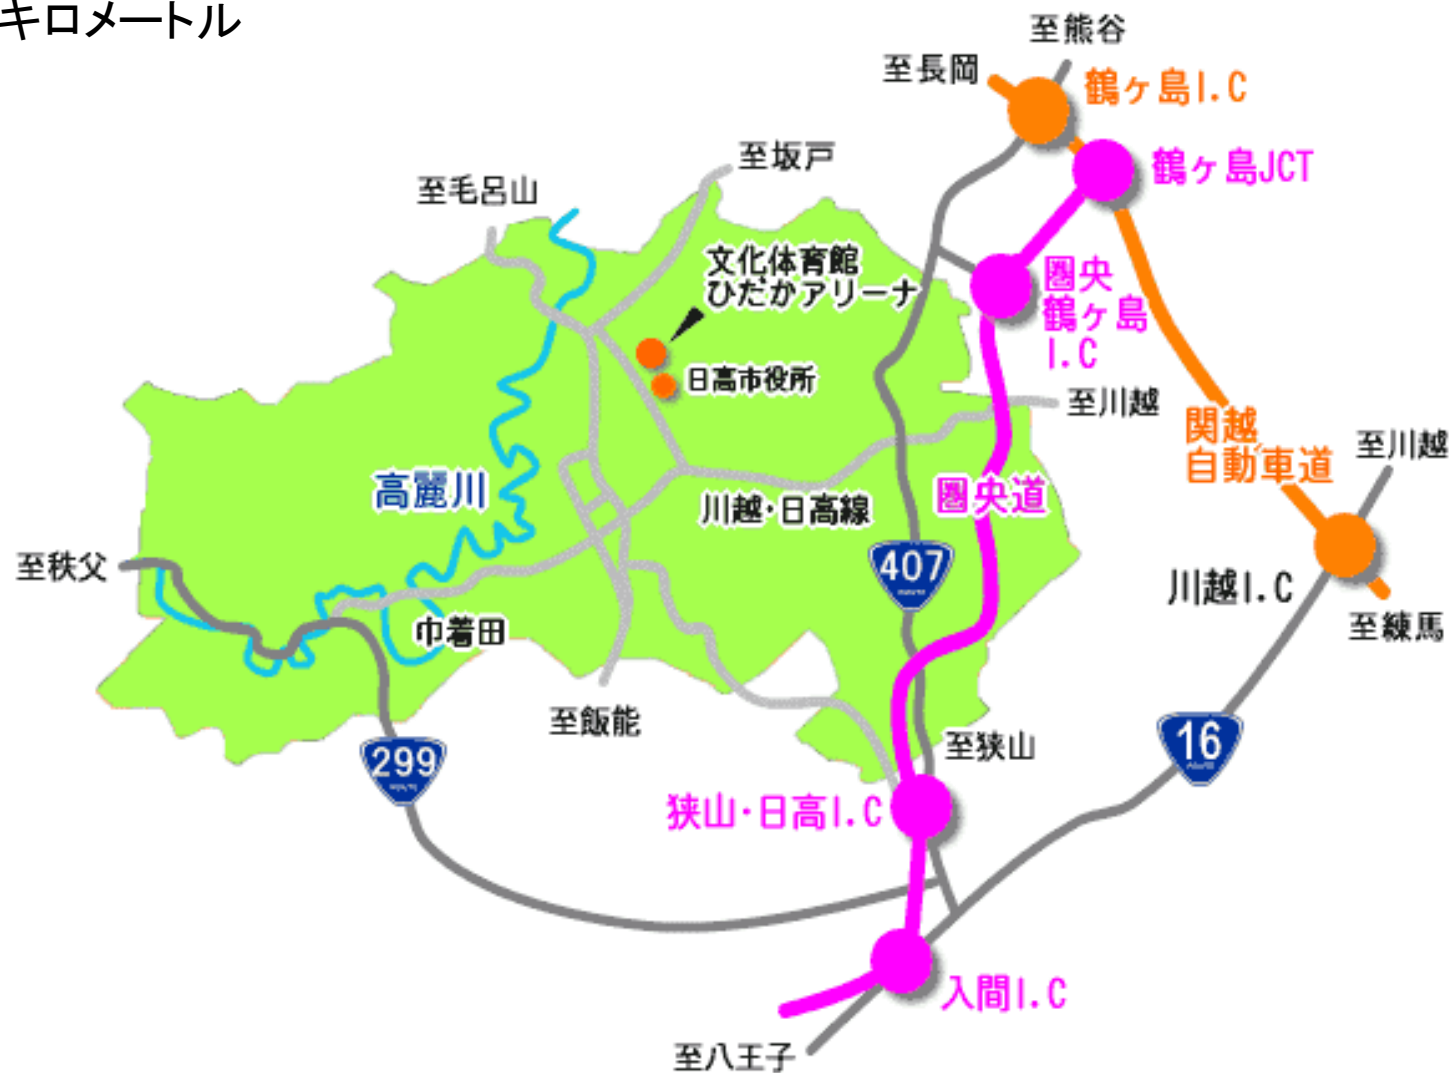 キロメートル
至熊谷
至長岡
鶴ヶ島I.C
至坂戸
鶴ヶ島JCT
至毛呂山
文化体育館
ひだかアリーナ
圏央
鶴ヶ島
I.C
日高市役所
至川越
関越
自動車道
至川越
高麗川
圏央道
川越・日高線
至秩父
407
川越I.C
巾着田
至練馬
至飯能
299
至狭山
16
狭山・日高I.C
入間I.C
至八王子